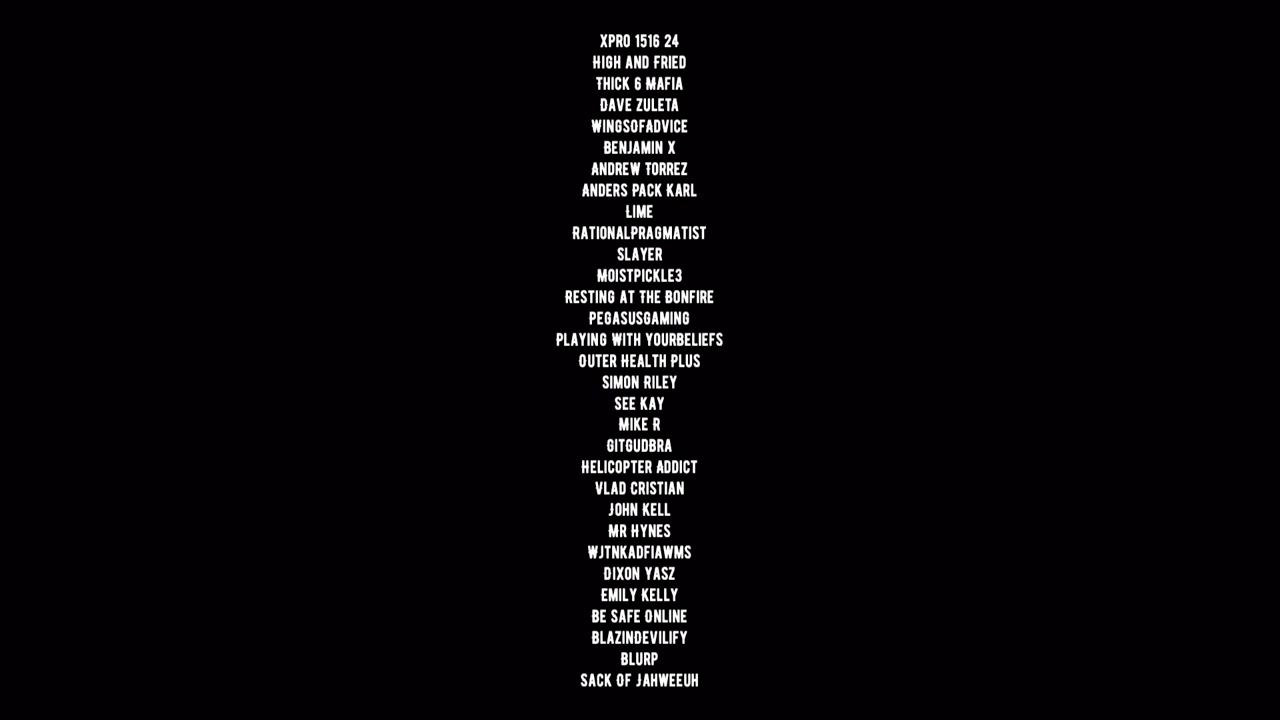 XPRO 1516 24
HIGH AND FRIED
THICK 6 MAFIA
DAVE ZULETA
WINGSOFADVICE
BENJAMIN X
ANDREW TORREZ
ANDERS PACK KARL
LIME
RATIONALPRAGMATIST
SLAYER
MOISTPICKLE3
RESTING AT THE BONFIRE
PEGASUSGAMING
PLAYING WITH YOURBELIEFS
OUTER HEALTH PLUS
SIMON RILEY
SEE KAY
MIKE R
GITGUDBRA
HELICOPTER ADDICT
VLAD CRISTIAN
JOHN KELL
MR HYNES
WJTNKADFIAWMS
DIXON YASZ
EMILY KELLY
BE SAFE ONLINE
BLAZINDEVILIFY
BLURP
SACK OF JAHWEEUH